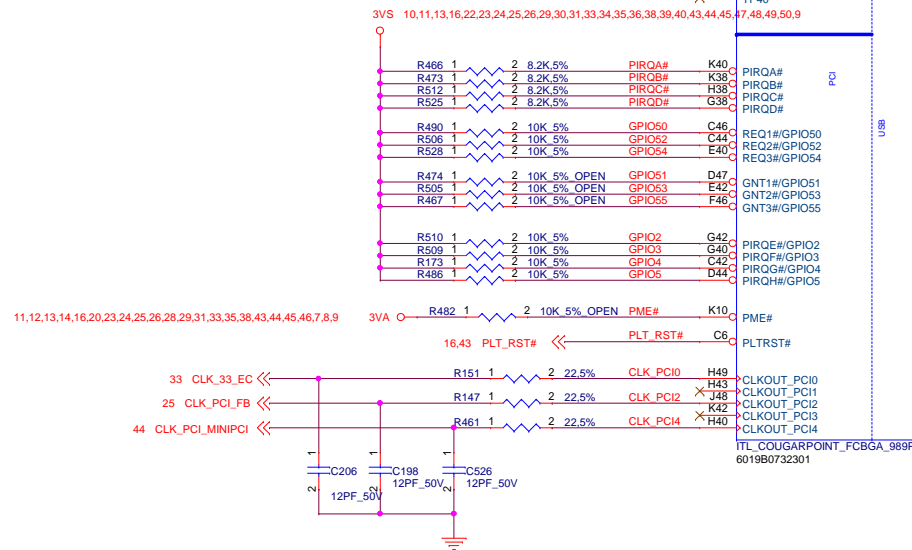 3VS 10,11,13,16,22,23,24,25,26,29,30,31,33,34,35,36,38,39,40,43,44,45,47,48,49,50,9
R466 1 2 8.2K,5% PIRQA# K40 PIRQA#
R473 1 2 8.2K,5% PIRQB# K38 PIRQB#
R512 1 2 8.2K,5% PIRQC# H38 PIRQC#
R525 1 2 8.2K,5% PIRQD# G38 PIRQD#
PCI
USB
R490 1 2 10K_5% GPIO50 C46 REQ1#/GPIO50
R506 1 2 10K_5% GPIO52 C44 REQ2#/GPIO52
R528 1 2 10K_5% GPIO54 E40 REQ3#/GPIO54
R474 1 2 10K_5%_OPEN GPIO51 D47 GNT1#/GPIO51
R505 1 2 10K_5%_OPEN GPIO53 E42 GNT2#/GPIO53
R467 1 2 10K_5%_OPEN GPIO55 F46 GNT3#/GPIO55
R510 1 2 10K_5% GPIO2 G42 PIRQE#/GPIO2
R509 1 2 10K_5% GPIO3 G40 PIRQF#/GPIO3
R173 1 2 10K_5% GPIO4 C42 PIRQG#/GPIO4
R486 1 2 10K_5% GPIO5 D44 PIRQH#/GPIO5
11,12,13,14,16,20,23,24,25,26,28,29,31,33,35,38,43,44,45,46,7,8,9 3VA R482 1 2 10K_5%_OPEN PME# K10 PME#
16,43 PLT_RST# PLT_RST# C6 PLTRST#
33 CLK_33_EC R151 1 2 22,5% CLK_PCI0 H49 CLKOUT_PCI0
H43 CLKOUT_PCI1
25 CLK_PCI_FB R147 1 2 22,5% CLK_PCI2 J48 CLKOUT_PCI2
K42 CLKOUT_PCI3
44 CLK_PCI_MINIPCI R461 1 2 22,5% CLK_PCI4 H40 CLKOUT_PCI4
ITL_COUGARPOINT_FCBGA_989P
6019B0732301
1 2 C206 12PF_50V
1 2 C198 12PF_50V
1 2 C526 12PF_50V